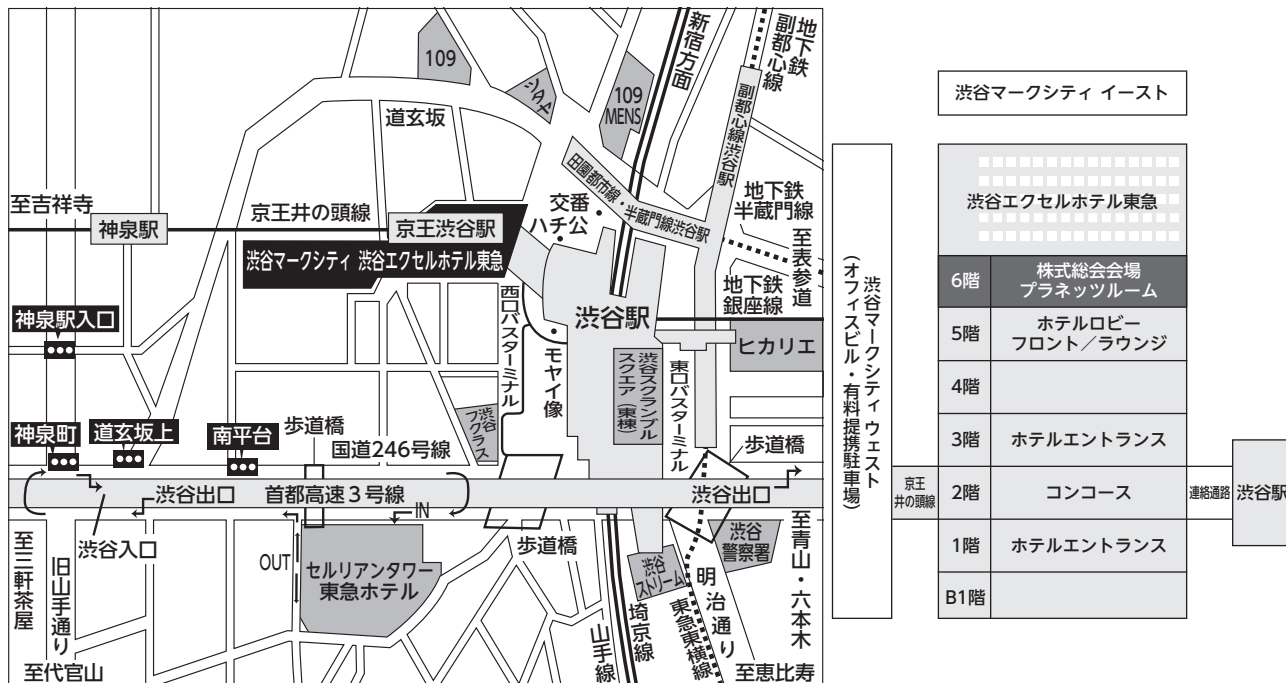 109
シダメ
109
MENS
新宿方面
地下鉄
副都心線
副都心線渋谷駅
道玄坂
田園都市線・半蔵門線渋谷駅
交番
ハチ公
地下鉄
半蔵門線
至表参道
至吉祥寺
神泉駅
京王井の頭線
京王渋谷駅
渋谷マークシティ 渋谷エクセルホテル東急
地下鉄
銀座線
渋谷駅
ヒカリエ
神泉駅入口
西口バスターミナル
モヤイ像
渋谷スクランブル
スクエア(東棟)
東口バスターミナル
渋谷
フクラス
神泉町
道玄坂上
南平台
歩道橋
国道246号線
歩道橋
渋谷出口
首都高速3号線
渋谷出口
渋谷入口
IN
OUT
セルリアンタワー
東急ホテル
歩道橋
渋谷
警察署
渋谷
ストリーム
至三軒茶屋
旧山手通り
至代官山
山手線
埼京線
東急東横線
明治通り
至恵比寿
至青山・六本木
渋谷マークシティ ウェスト
(オフィスビル・有料提携駐車場)
渋谷マークシティ イースト
渋谷エクセルホテル東急
6階 株式総会会場
プラネッツルーム
5階 ホテルロビー
フロント/ラウンジ
4階
3階 ホテルエントランス
京王
井の頭線
2階 コンコース
連絡通路
渋谷駅
1階 ホテルエントランス
B1階